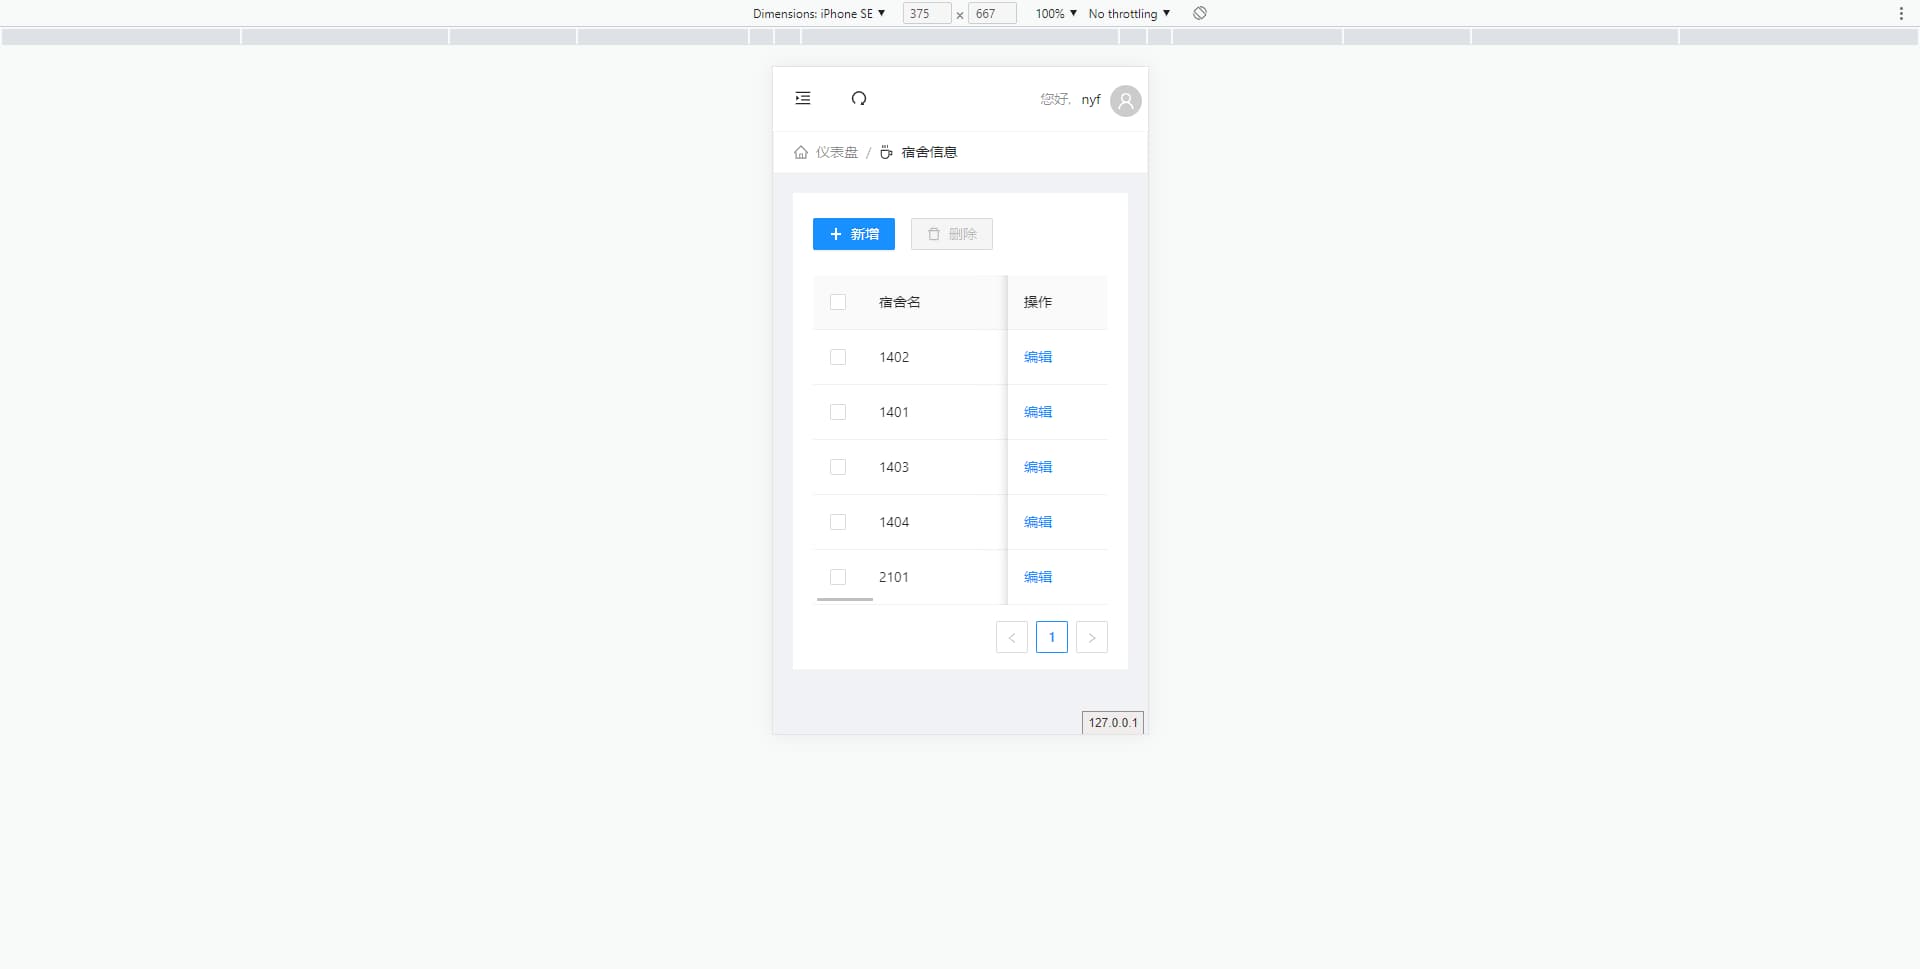 Dimensions: iPhone SE ▼ 375 × 667 100% ▼ No throttling ▼
您好, nyf
仪表盘 / 宿舍信息
+ 新增 删除
宿舍名 操作
1402 编辑
1401 编辑
1403 编辑
1404 编辑
2101 编辑
< 1 >
127.0.0.1